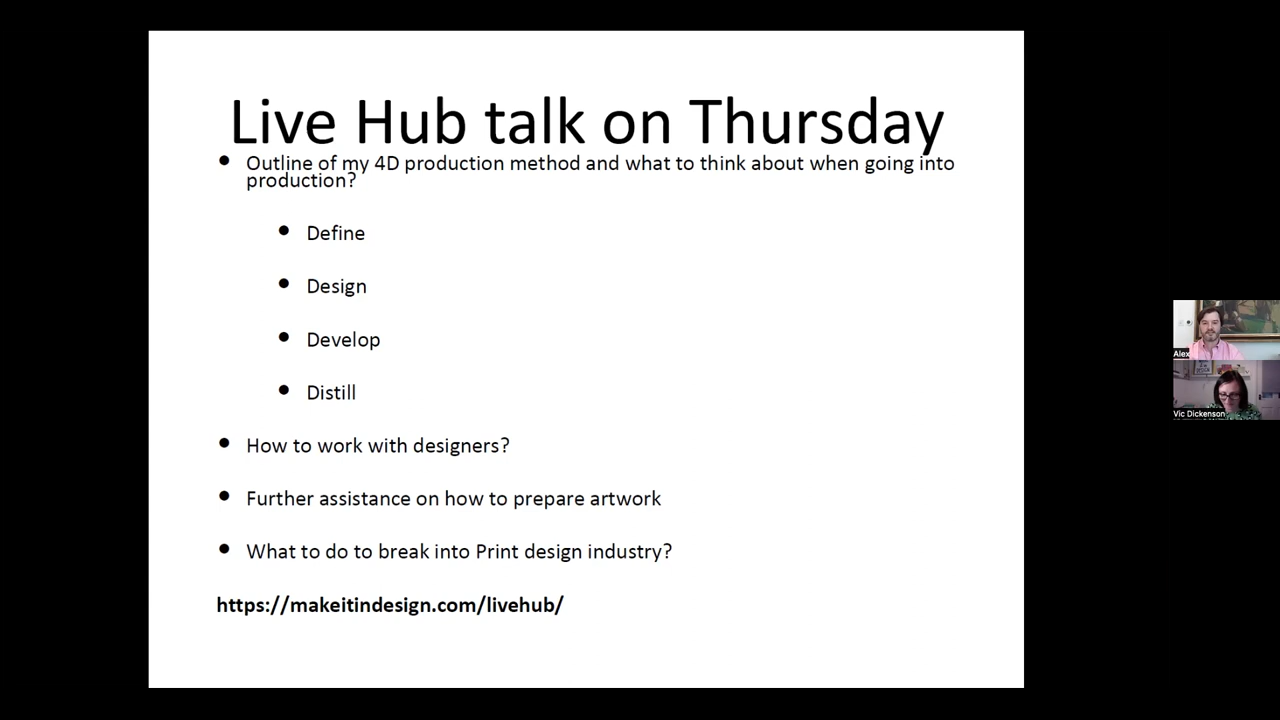 Live Hub talk on Thursday
• Outline of my 4D production method and what to think about when going into
production?
• Define
• Design
• Develop
• Distill
• How to work with designers?
• Further assistance on how to prepare artwork
• What to do to break into Print design industry?
https://makeitindesign.com/livehub/
Alex
Vic Dickenson